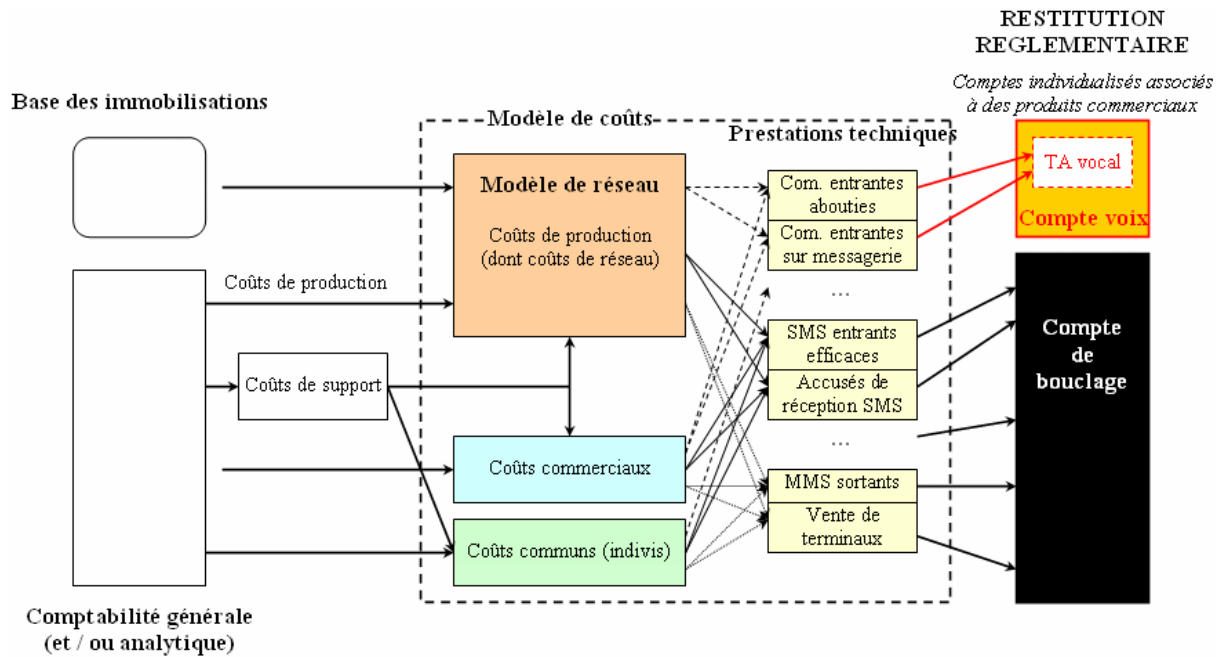 RESTITUTION
REGLEMENTAIRE
Comptes individualisés associés
à des produits commerciaux
Base des immobilisations
Modèle de coûts
Prestations techniques
Modèle de réseau
Coûts de production
(dont coûts de réseau)
Com. entrantes
abouties
Com. entrantes
sur messagerie
...
TA vocal
Compte voix
Coûts de production
SMS entrants
efficaces
Accusés de
réception SMS
...
Compte
de
bouclage
Coûts de support
Coûts commerciaux
MMS sortants
Vente de
terminaux
Coûts communs (indivis)
Comptabilité générale
(et / ou analytique)